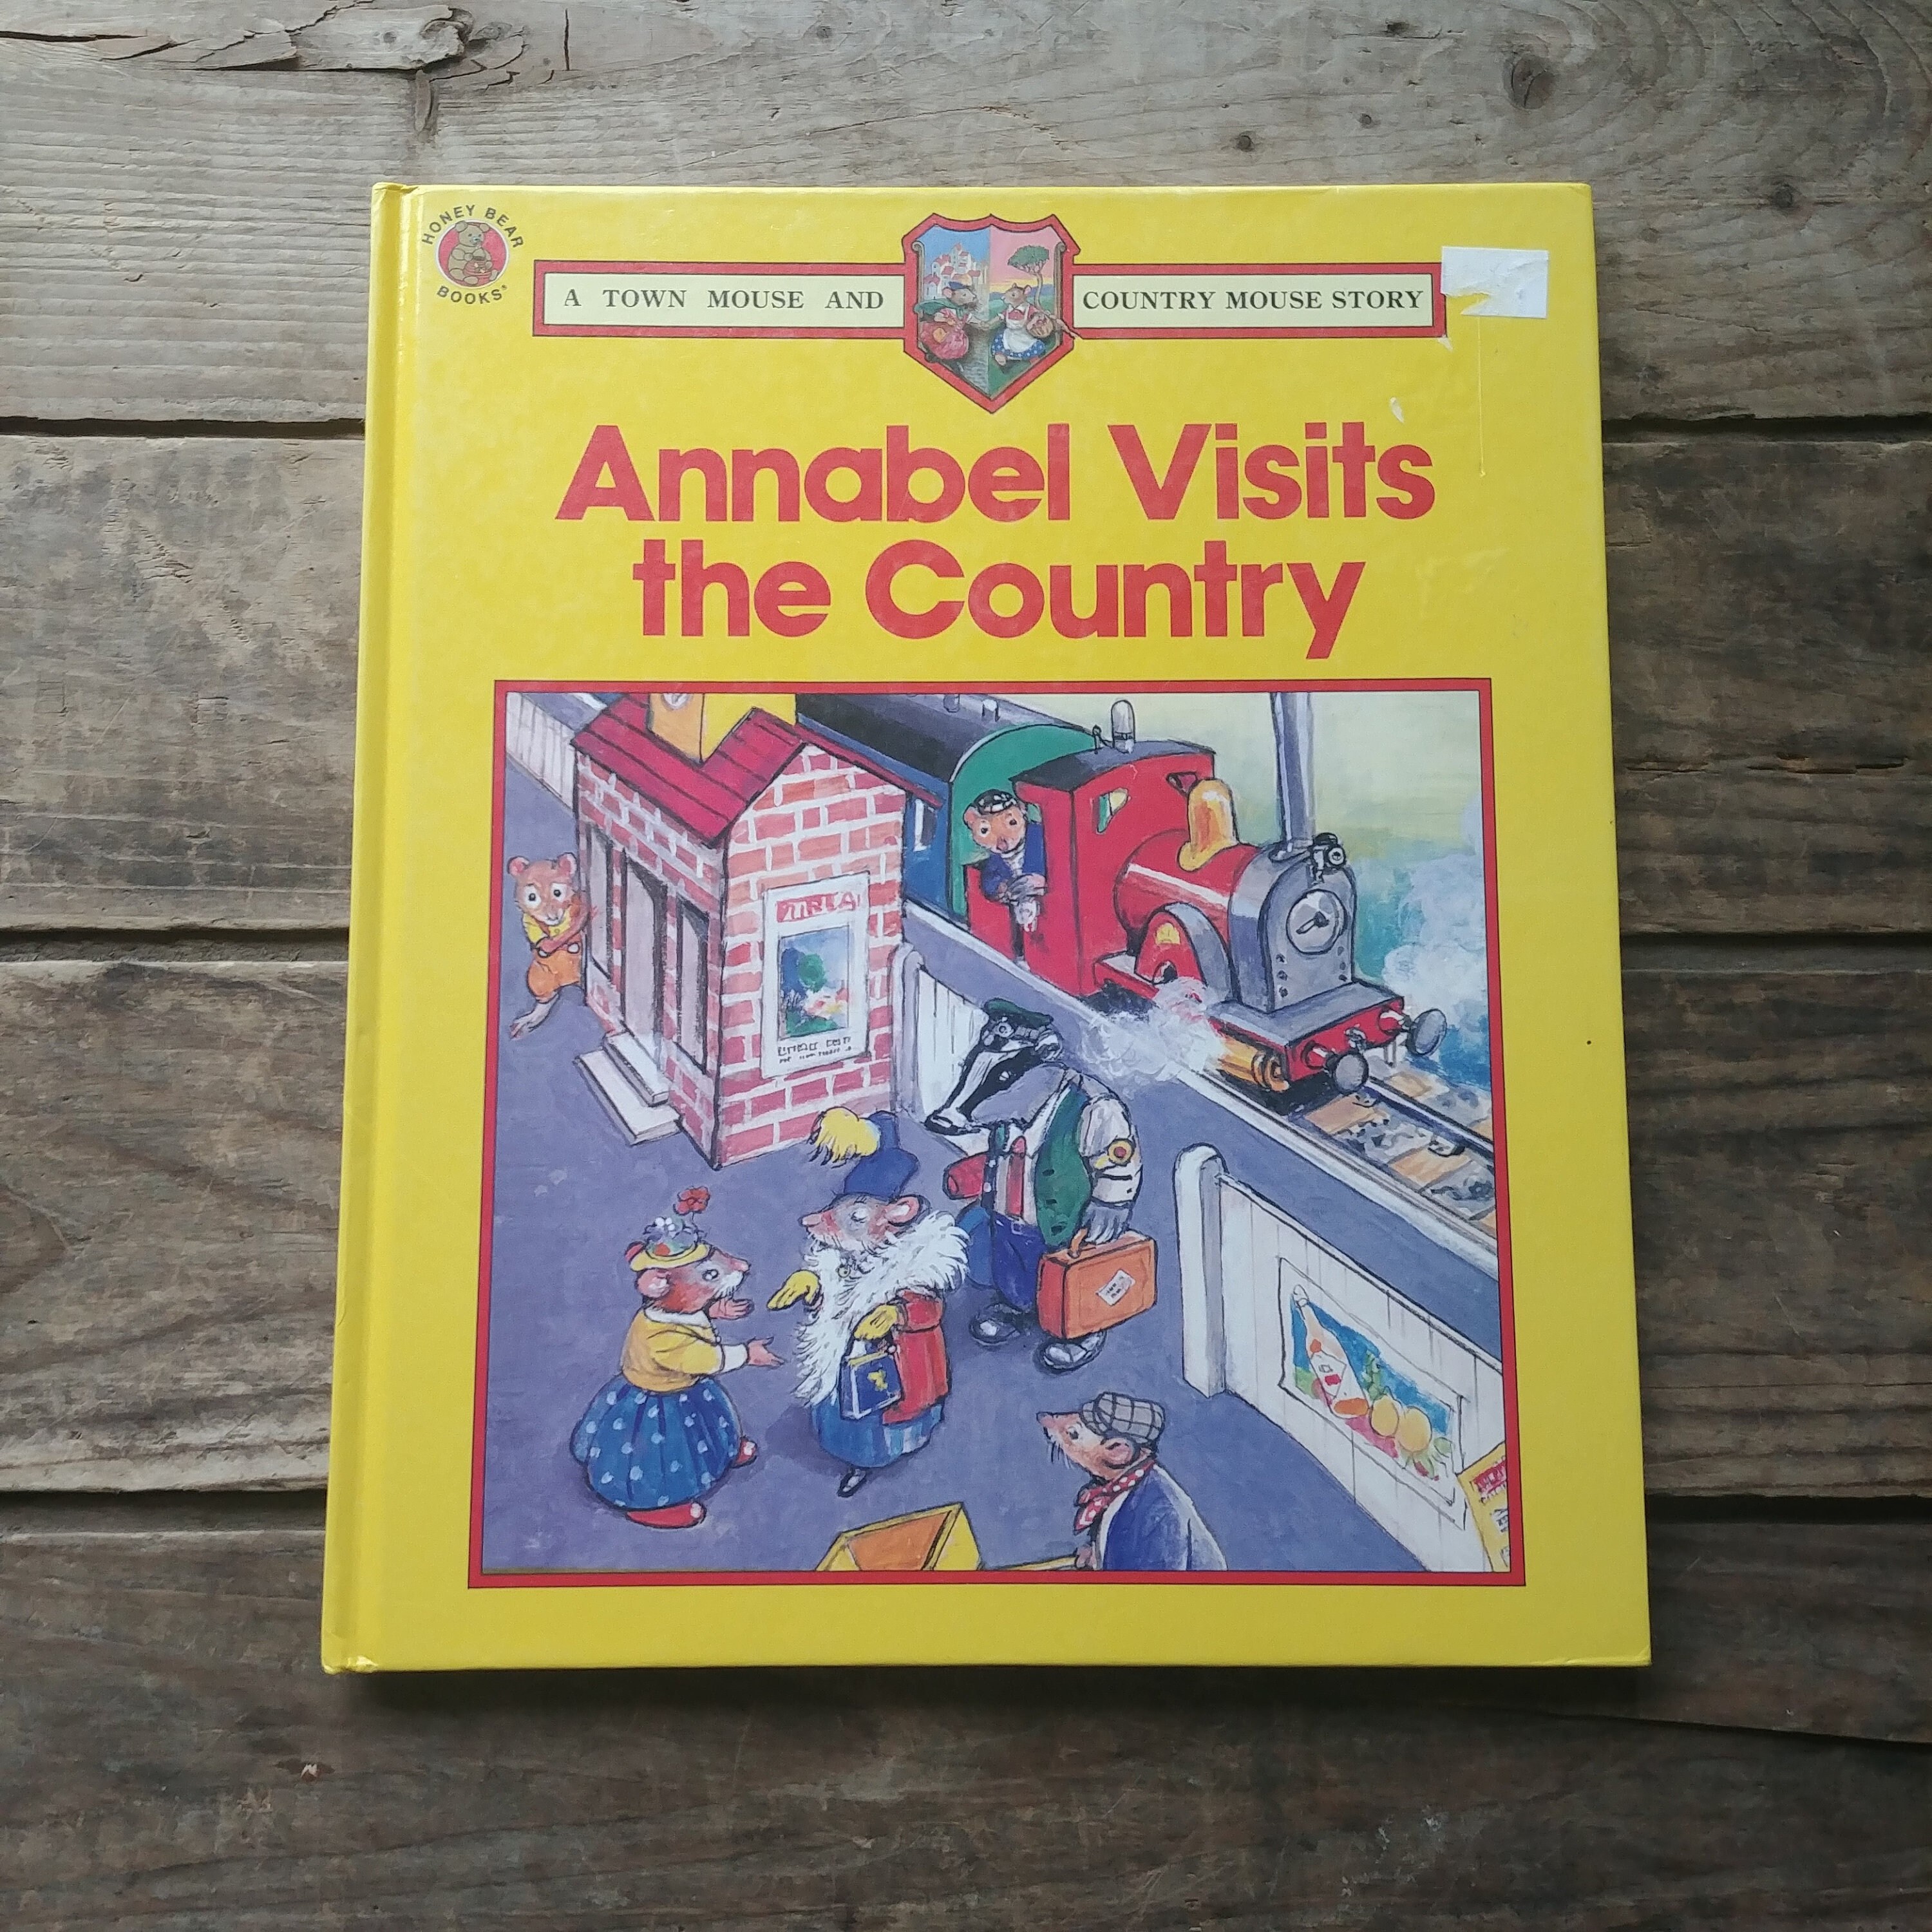 HONEY BEAR
BOOKS®
A TOWN MOUSE AND COUNTRY MOUSE STORY
Annabel Visits
the Country